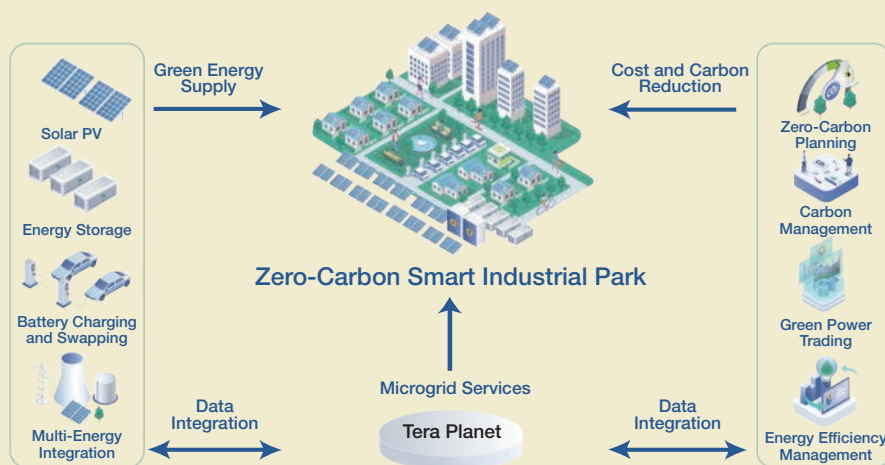 Solar PV
Energy Storage
Battery Charging
and Swapping
Multi-Energy
Integration
Green Energy
Supply
Zero-Carbon Smart Industrial Park
Microgrid Services
Tera Planet
Data
Integration
Data
Integration
Cost and Carbon
Reduction
CO₂
Zero-Carbon
Planning
Carbon
Management
Green Power
Trading
Energy Efficiency
Management